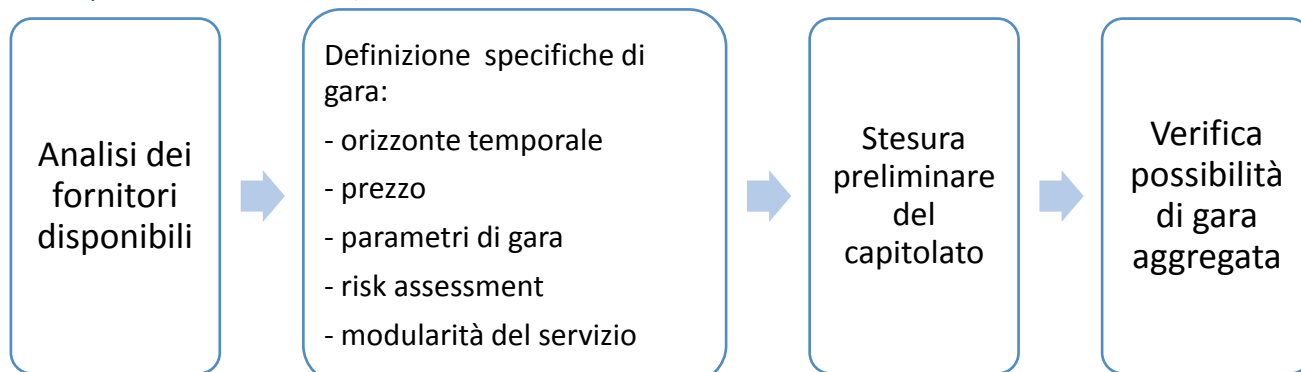 Analisi dei
fornitori
disponibili
Definizione specifiche di
gara:
- orizzonte temporale
- prezzo
- parametri di gara
- risk assessment
- modularità del servizio
Stesura
preliminare
del
capitolato
Verifica
possibilità
di gara
aggregata